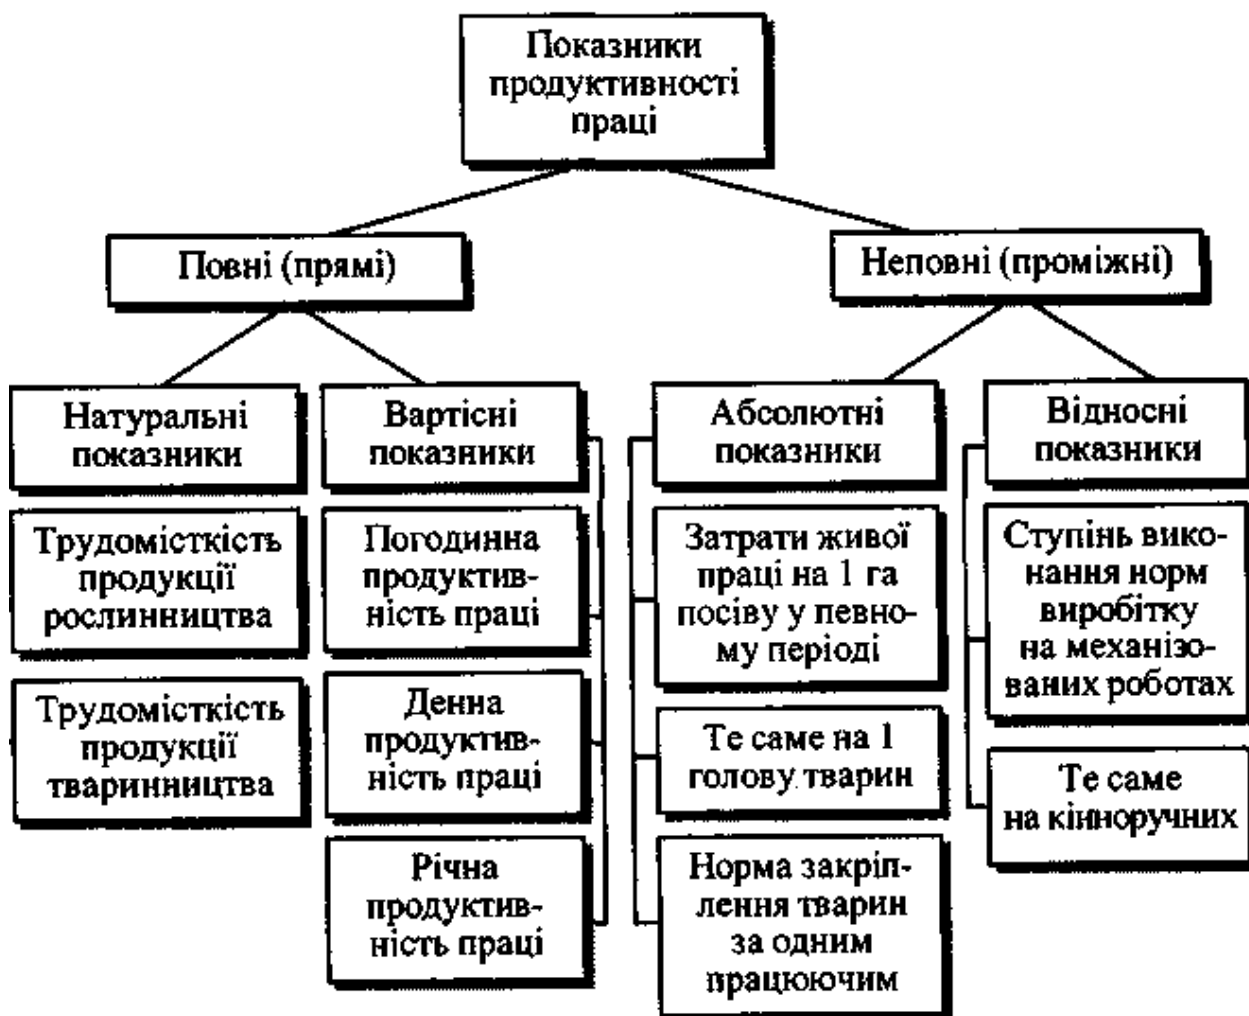 Показники
продуктивності
праці
Повні (прямі)
Неповні (проміжні)
Натуральні
показники
Вартісні
показники
Абсолютні
показники
Відносні
показники
Трудомісткість
продукції
рослинництва
Погодинна
продуктив-
ність праці
Затрати живої
праці на 1 га
посіву у певно-
му періоді
Ступінь вико-
нання норм
виробітку
на механізо-
ваних роботах
Трудомісткість
продукції
тваринництва
Денна
продуктив-
ність праці
Те саме на 1
голову тварин
Те саме
на кінноручних
Річна
продуктив-
ність праці
Норма закріп-
лення тварин
за одним
працюючим